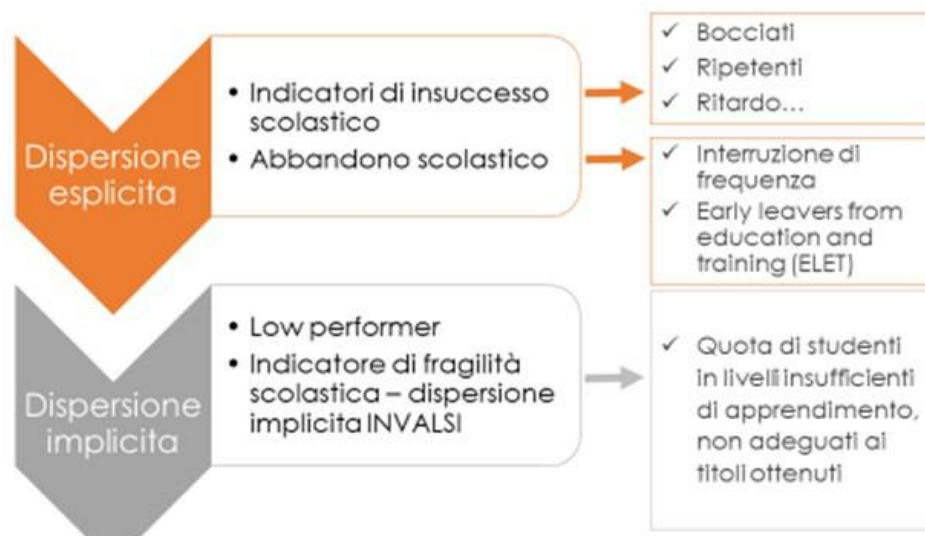 Dispersione
esplicita
• Indicatori di insuccesso
scolastico
• Abbandono scolastico
✓ Bocciati
✓ Ripetenti
✓ Ritardo...
✓ Interruzione di
frequenza
✓ Early leavers from
education and
training (ELET)
Dispersione
implicita
• Low performer
• Indicatore di fragilità
scolastica – dispersione
implicita INVALSI
✓ Quota di studenti
in livelli insufficienti
di apprendimento,
non adeguati ai
titoli ottenuti